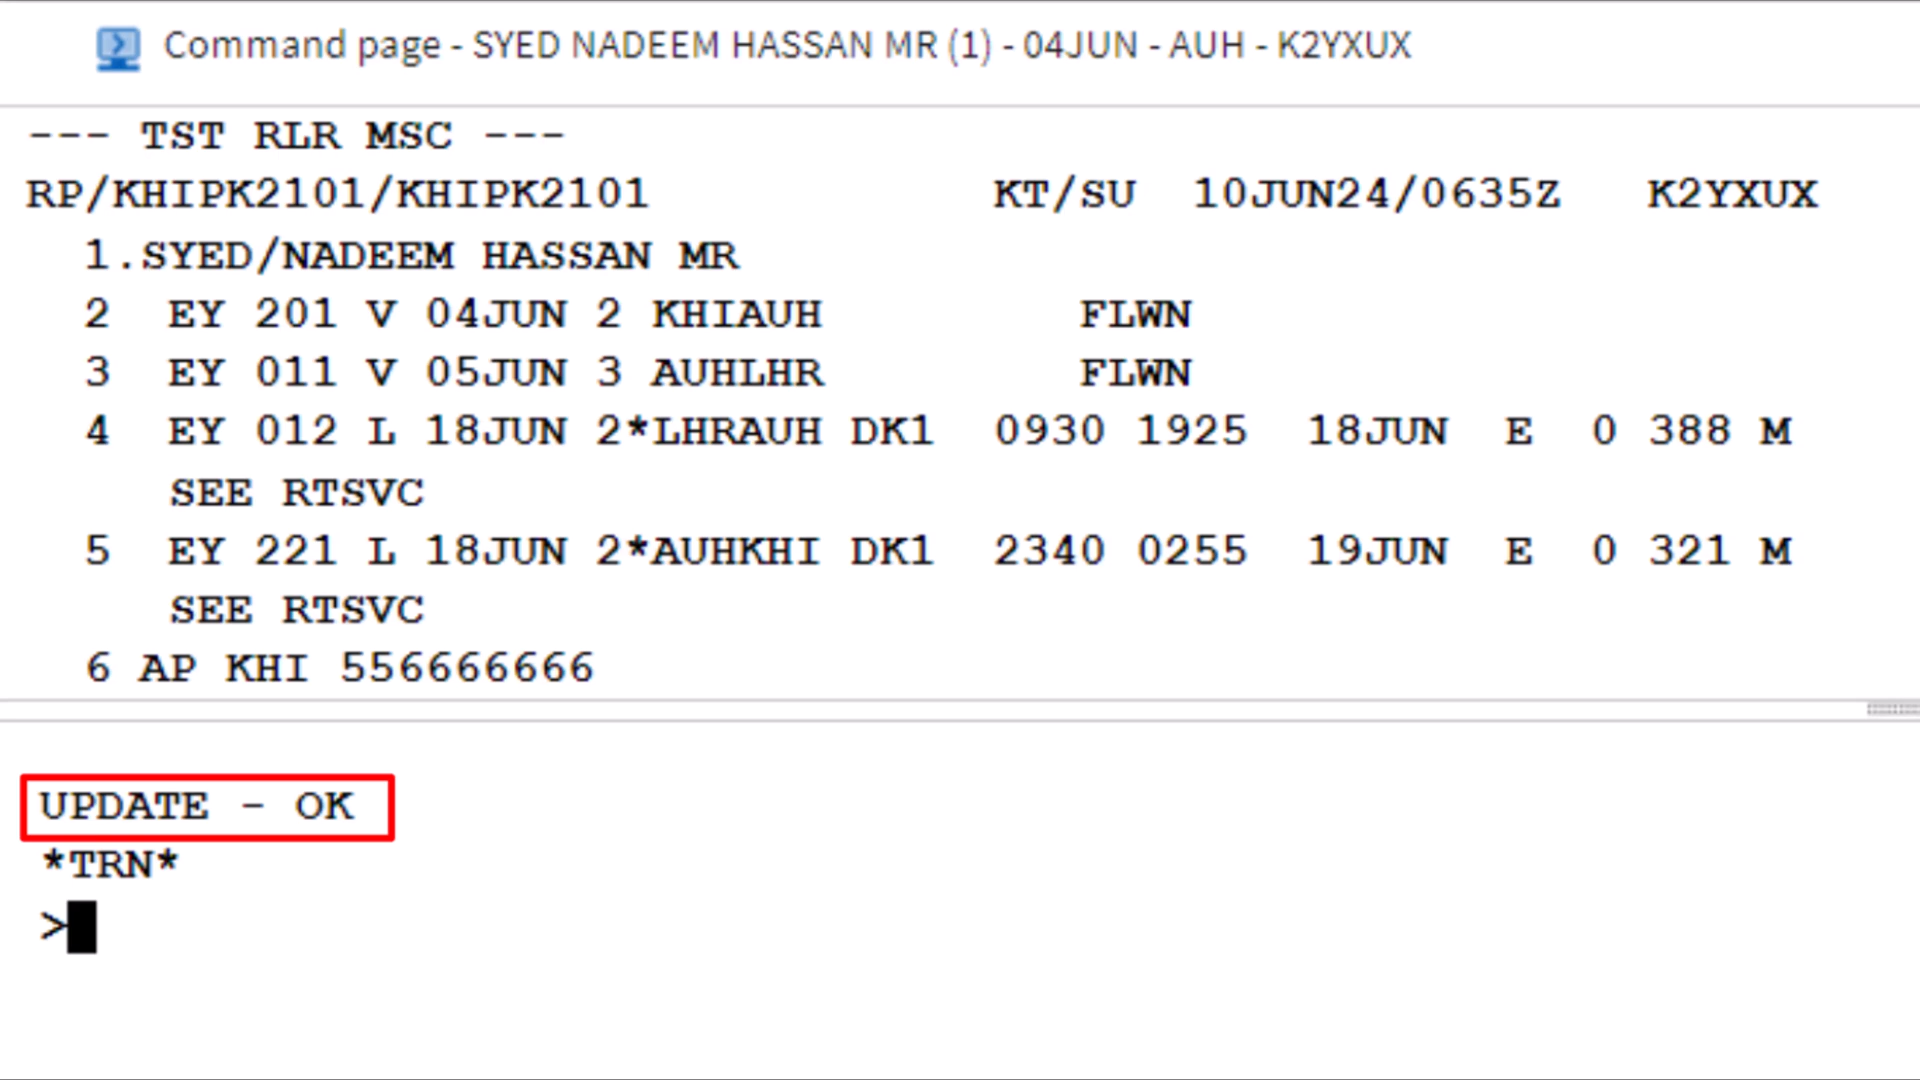 Command page - SYED NADEEM HASSAN MR (1) - 04JUN - AUH - K2YXUX
--- TST RLR MSC ---
RP/KHIPK2101/KHIPK2101 KT/SU 10JUN24/0635Z K2YXUX
1.SYED/NADEEM HASSAN MR
2 EY 201 V 04JUN 2 KHIAUH FLWN
3 EY 011 V 05JUN 3 AUHLHR FLWN
4 EY 012 L 18JUN 2*LHRAUH DK1 0930 1925 18JUN E 0 388 M
SEE RTSVC
5 EY 221 L 18JUN 2*AUHKHI DK1 2340 0255 19JUN E 0 321 M
SEE RTSVC
6 AP KHI 556666666
UPDATE - OK
*TRN*
>